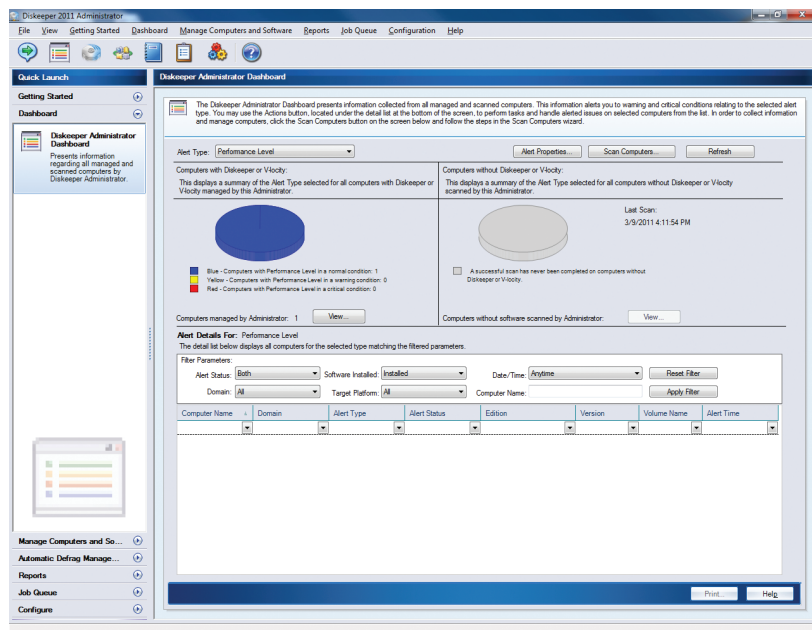 Diskeeper 2011 Administrator
File View Getting Started Dashboard Manage Computers and Software Reports Job Queue Configuration Help
Quick Launch
Getting Started
Dashboard
Diskeeper Administrator
Dashboard
Presents information
regarding all managed and
scanned computers by
Diskeeper Administrator.
Manage Computers and So...
Automatic Defrag Manage...
Reports
Job Queue
Configure
Diskeeper Administrator Dashboard
The Diskeeper Administrator Dashboard presents information collected from all managed and scanned computers. This information alerts you to warning and critical conditions relating to the selected alert
type. You may use the Actions button, located under the detail list at the bottom of the screen, to perform tasks and handle alerted issues on selected computers from the list. In order to collect information
and manage computers, click the Scan Computers button on the screen below and follow the steps in the Scan Computers wizard.
Alert Type: Performance Level
Alert Properties... Scan Computers... Refresh
Computers with Diskeeper or V-locity:
This displays a summary of the Alert Type selected for all computers with Diskeeper or
V-locity managed by this Administrator.
Blue - Computers with Performance Level in a normal condition: 1
Yellow - Computers with Performance Level in a warning condition: 0
Red - Computers with Performance Level in a critical condition: 0
Computers managed by Administrator: 1 View...
Computers without Diskeeper or V-locity:
This displays a summary of the Alert Type selected for all computers without Diskeeper or V-locity
scanned by this Administrator.
Last Scan:
3/9/2011 4:11:54 PM
A successful scan has never been completed on computers without
Diskeeper or V-locity.
Computers without software scanned by Administrator: View...
Alert Details For: Performance Level
The detail list below displays all computers for the selected type matching the filtered parameters.
Filter Parameters:
Alert Status: Both Software Installed: Installed Date/Time: Anytime Reset Filter
Domain: All Target Platform: All Computer Name: Apply Filter
Computer Name Domain Alert Type Alert Status Edition Version Volume Name Alert Time
Print... Help